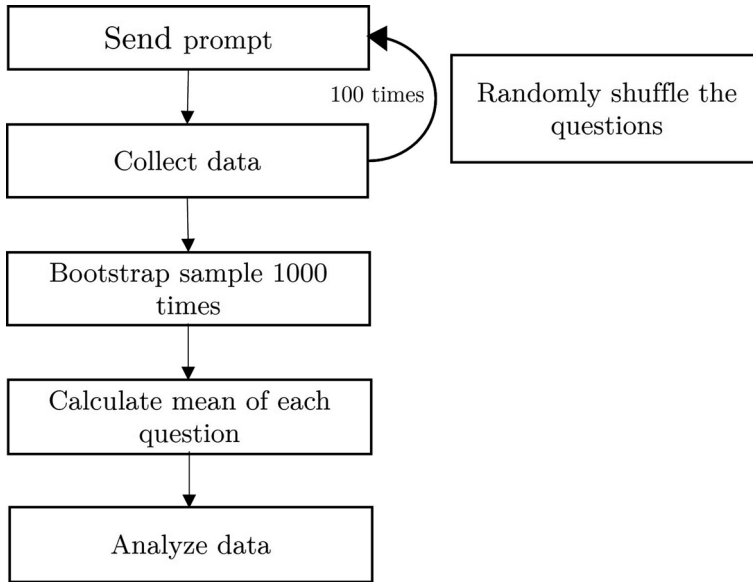 Send prompt
100 times
Randomly shuffle the
questions
Collect data
Bootstrap sample 1000
times
Calculate mean of each
question
Analyze data